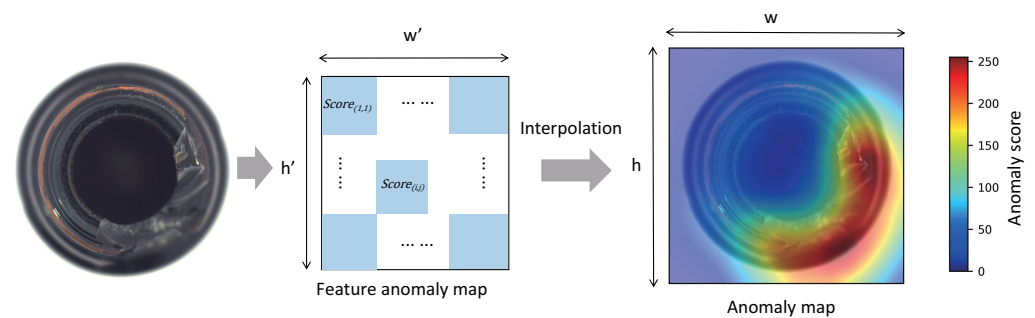 w'
h'
Score(1,1)
... ...
... ...
Score(i,j)
... ...
... ...
Feature anomaly map
Interpolation
w
h
Anomaly map
250
200
150
100
50
0
Anomaly score